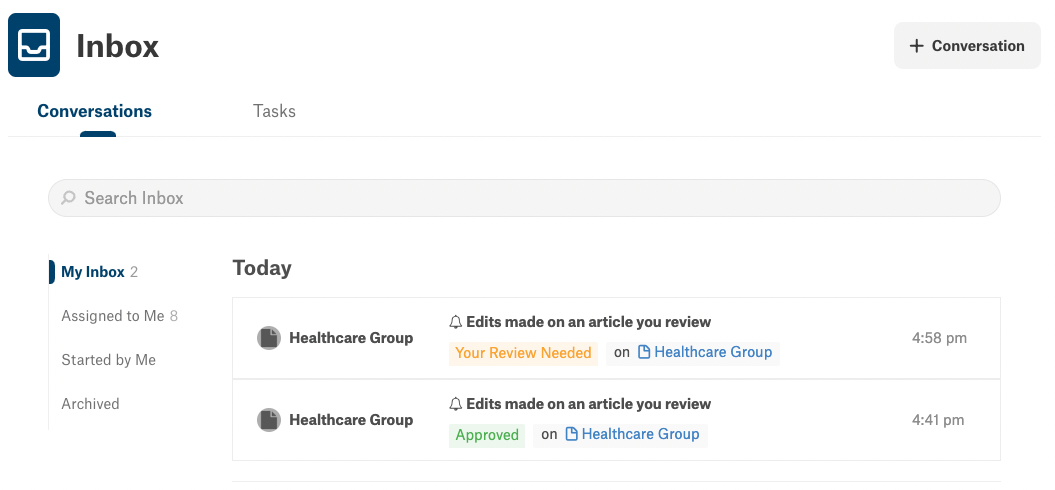 Inbox
+ Conversation
Conversations Tasks
Search Inbox
My Inbox 2
Assigned to Me 8
Started by Me
Archived
Today
Healthcare Group
Edits made on an article you review
Your Review Needed on Healthcare Group
4:58 pm
Healthcare Group
Edits made on an article you review
Approved on Healthcare Group
4:41 pm